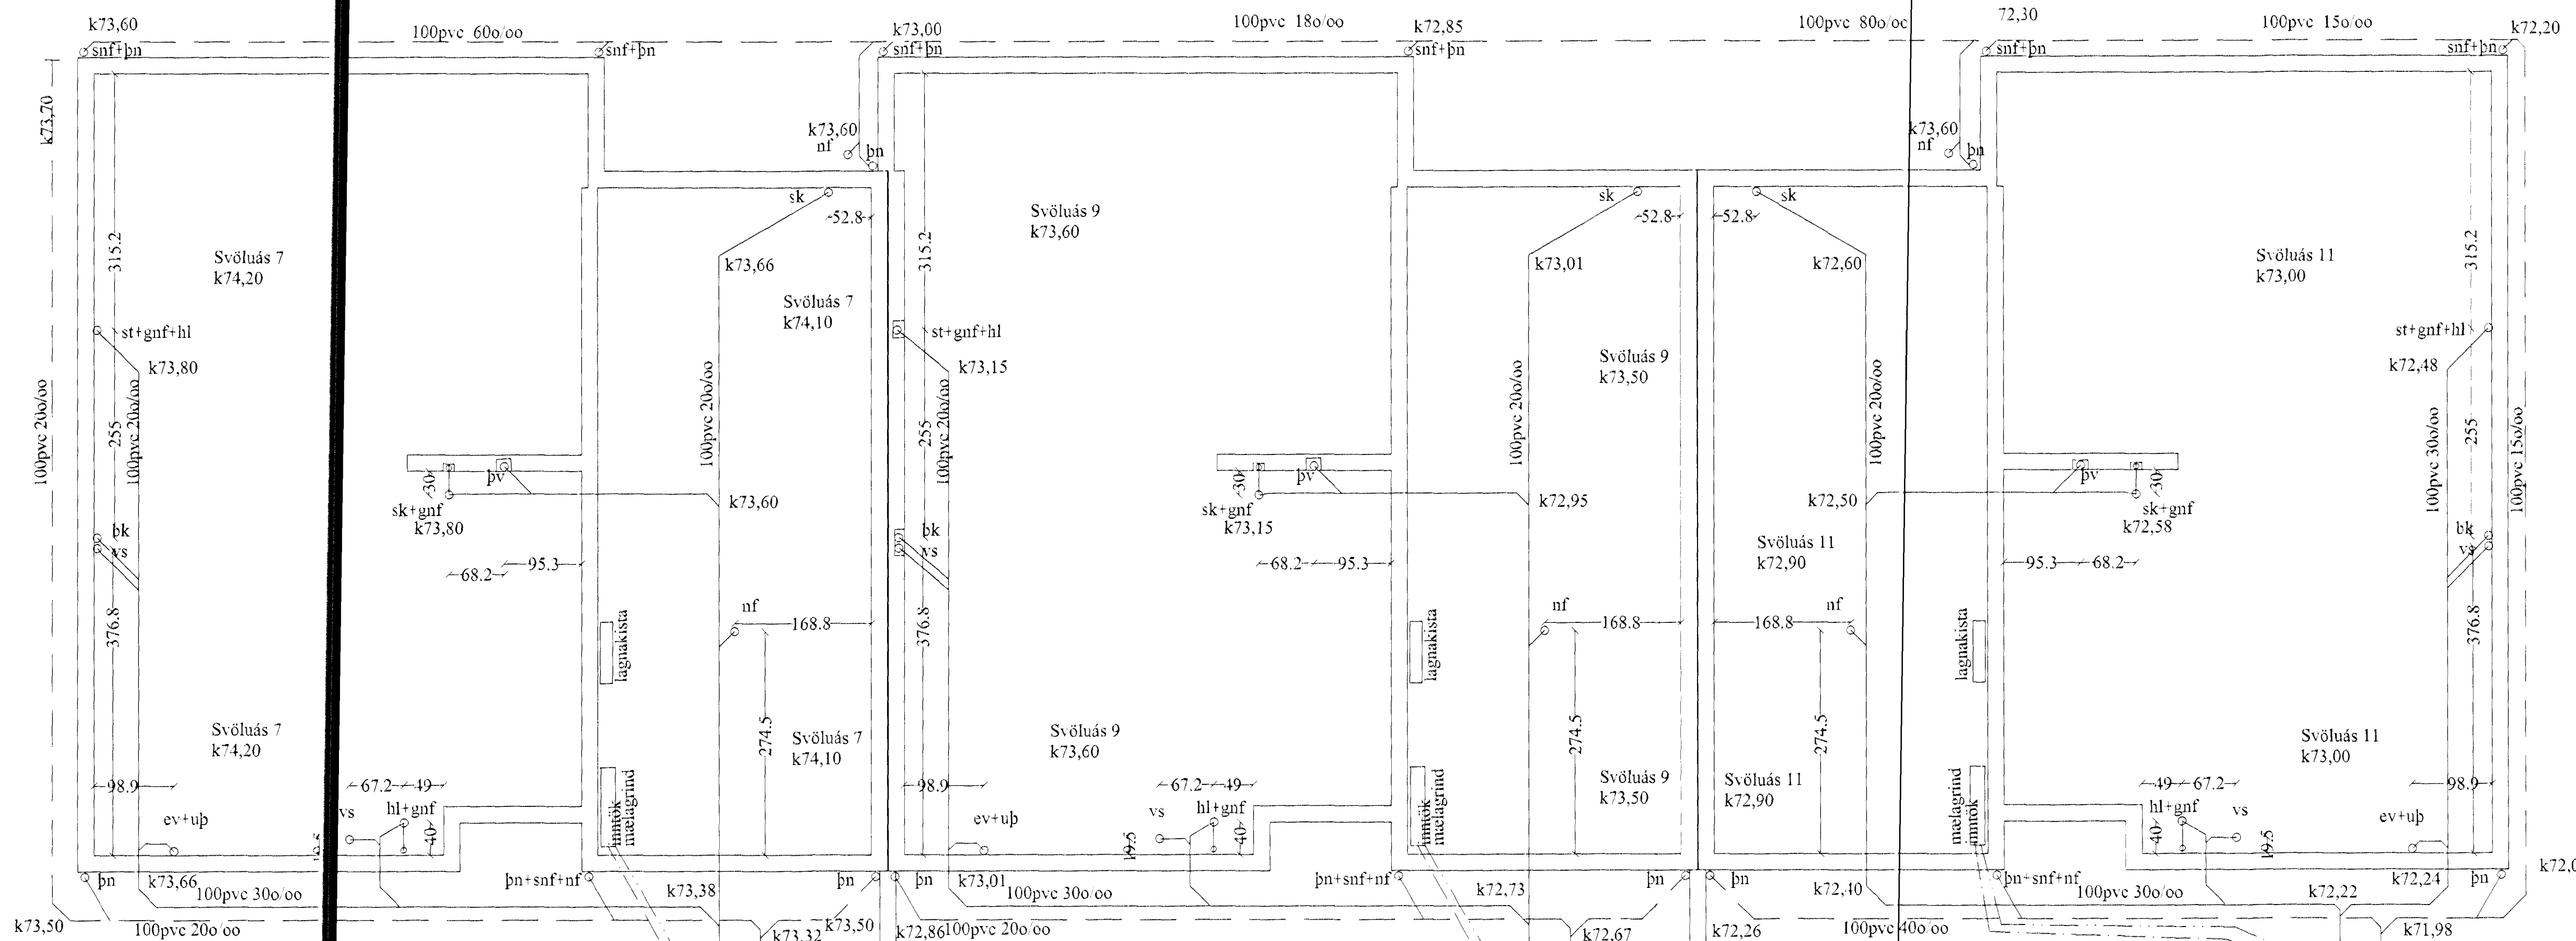 k73,60
100pvc 60o/oo
k73,00
100pvc 18o/oo
k72,85
100pvc 80o/oo
72,30
100pvc 15o/oo
k72,20
snf+þn
snf+þn
snf+þn
snf+þn
snf+þn
k73,70
k73,60
nf
þn
k73,60
nf
þn
sk
52.8
sk
52.8
sk
52.8
315.2
315.2
315.2
Svöluás 7
k74,20
Svöluás 9
k73,60
Svöluás 11
k73,00
k73,66
k73,01
k72,60
Svöluás 7
k74,10
st+gnf+hl
st+gnf+hl
st+gnf+hl
k73,80
k73,15
k72,48
Svöluás 9
k73,50
100pvc 20o/oo
255
100pvc 20o/oo
100pvc 20o/oo
255
100pvc 20o/oo
100pvc 20o/oo
100pvc 20o/oo
100pvc 30o/oo
255
100pvc 15o/oo
30
þv
30
þv
þv
30
sk+gnf
k73,80
k73,60
sk+gnf
k73,15
k72,95
k72,50
sk+gnf
k72,58
bk
vs
bk
vs
bk
vs
Svöluás 11
k72,90
68.2
95.3
68.2
95.3
95.3
68.2
376.8
376.8
376.8
nf
168.8
nf
168.8
nf
168.8
lagnakista
lagnakista
lagnakista
274.5
274.5
274.5
Svöluás 7
k74,20
Svöluás 7
k74,10
Svöluás 9
k73,60
Svöluás 9
k73,50
Svöluás 11
k72,90
Svöluás 11
k73,00
98.9
67.2
49
98.9
67.2
49
49
67.2
98.9
inntök
mælagrind
inntök
mælagrind
mælagrind
inntök
ev+uþ
vs
hl+gnf
40
ev+uþ
vs
hl+gnf
19.5
40
hl+gnf
vs
40
19.5
ev+uþ
þn
k73,66
100pvc 30o/oo
þn+snf+nf
k73,38
þn
þn
k73,01
100pvc 30o/oo
þn+snf+nf
k72,73
þn
þn
k72,40
þn+snf+nf
100pvc 30o/oo
k72,22
k72,24
þn
k73,50
100pvc 20o/oo
k73,32
k73,50
k72,86
100pvc 20o/oo
k72,67
k72,26
100pvc 40o/oo
k71,98